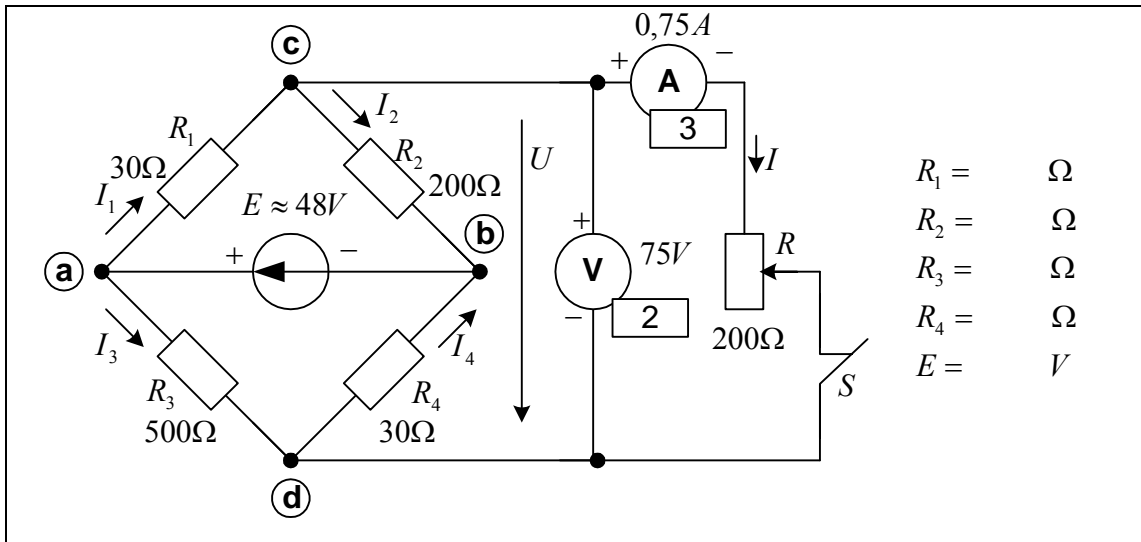 0,75A
c
+ A −
3
I₂
R₁
30Ω
R₂
200Ω
U
I
I₁
E ≈ 48V
b
+
R
a
+ −
V 75V
−
2
200Ω
S
I₃
R₃
500Ω
I₄
R₄
30Ω
d
R₁ = Ω
R₂ = Ω
R₃ = Ω
R₄ = Ω
E = V